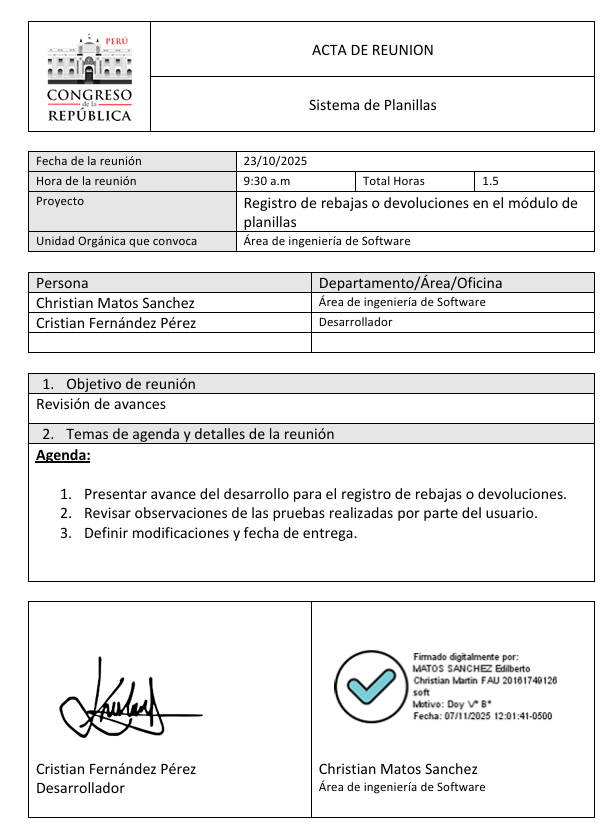 PERÚ
CONGRESO
de la
REPÚBLICA
ACTA DE REUNION
Sistema de Planillas
Fecha de la reunión
23/10/2025
Hora de la reunión
9:30 a.m
Total Horas
1.5
Proyecto
Registro de rebajas o devoluciones en el módulo de
planillas
Unidad Orgánica que convoca
Área de ingeniería de Software
Persona
Departamento/Área/Oficina
Christian Matos Sanchez
Área de ingeniería de Software
Cristian Fernández Pérez
Desarrollador
1. Objetivo de reunión
Revisión de avances
2. Temas de agenda y detalles de la reunión
Agenda:
1. Presentar avance del desarrollo para el registro de rebajas o devoluciones.
2. Revisar observaciones de las pruebas realizadas por parte del usuario.
3. Definir modificaciones y fecha de entrega.
Cristian Fernández Pérez
Desarrollador
Firmado digitalmente por:
MATOS SANCHEZ Edilberto
Christian Martin FAU 20161749126
soft
Motivo: Doy V° B°
Fecha: 07/11/2025 12:01:41-0500
Christian Matos Sanchez
Área de ingeniería de Software